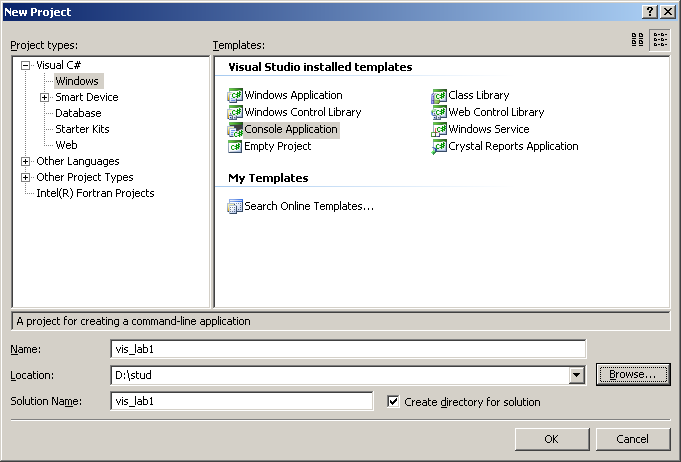 New Project
Project types:
Templates:
Visual C#
Windows
Smart Device
Database
Starter Kits
Web
Other Languages
Other Project Types
Intel(R) Fortran Projects
Visual Studio installed templates
Windows Application
Class Library
Windows Control Library
Web Control Library
Console Application
Windows Service
Empty Project
Crystal Reports Application
My Templates
Search Online Templates...
A project for creating a command-line application
Name:
vis_lab1
Location:
D:\stud
Browse...
Solution Name:
vis_lab1
Create directory for solution
OK
Cancel